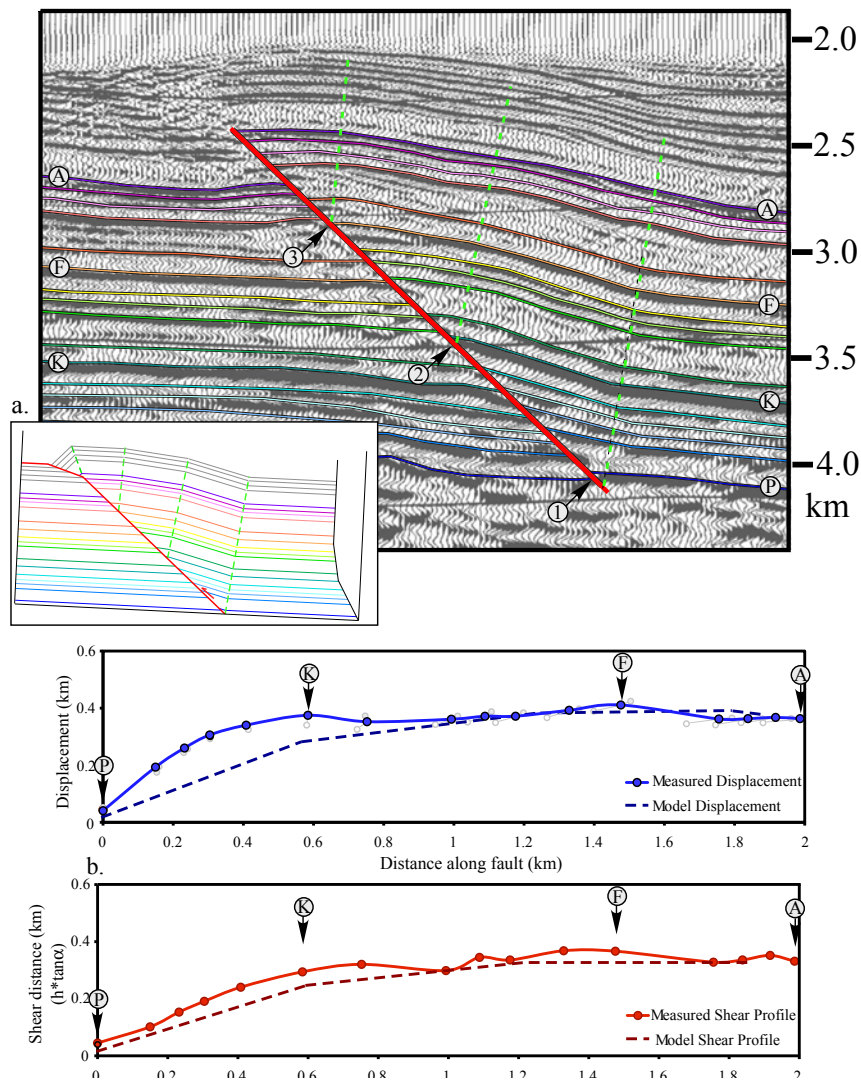 2.0
2.5
A
A
3.0
3
F
F
3.5
K
2
K
a.
4.0
P
1
km
0.6
K
F
A
Displacement (km)
0.4
P
0.2
Measured Displacement
Model Displacement
0
0 0.2 0.4 0.6 0.8 1 1.2 1.4 1.6 1.8 2
b.
Distance along fault (km)
0.6
K
F
A
Shear distance (km)
(h*tanα)
0.4
P
0.2
Measured Shear Profile
Model Shear Profile
0
0 0.2 0.4 0.6 0.8 1 1.2 1.4 1.6 1.8 2